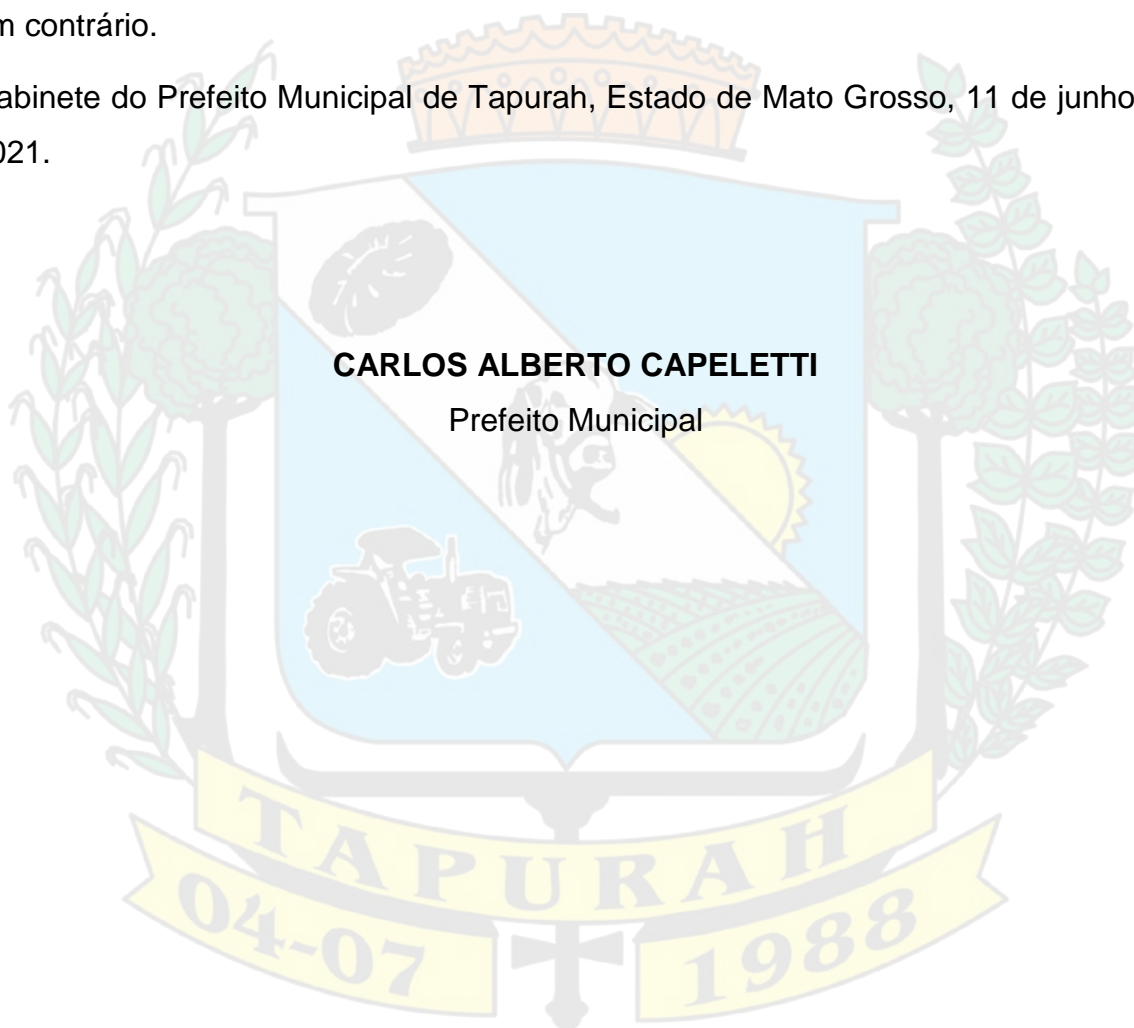 m contrário.
abinete do Prefeito Municipal de Tapurah, Estado de Mato Grosso, 11 de junho
021.
CARLOS ALBERTO CAPELETTI
Prefeito Municipal
TAPURAH
04-07 1988